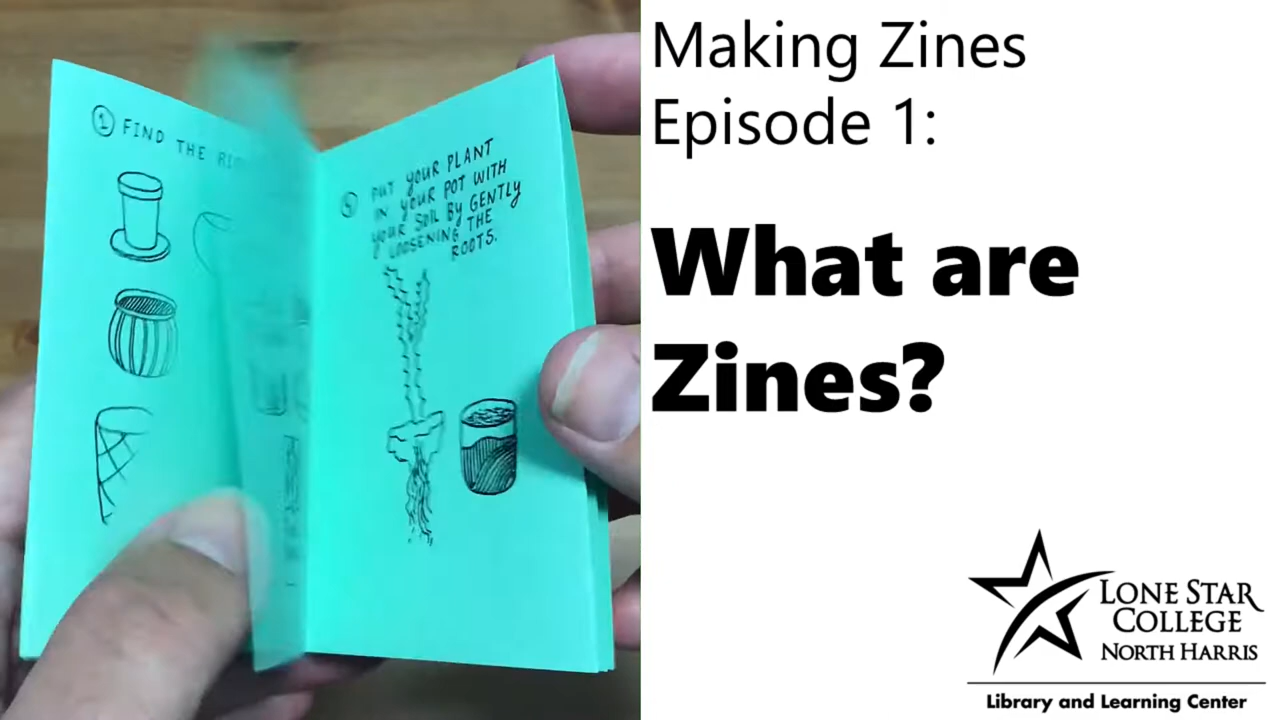 ① FIND THE
⑤ PUT YOUR PLANT
IN YOUR POT WITH
YOUR SOIL BY GENTLY
LOOSENING THE
ROOTS.
Making Zines
Episode 1:
What are
Zines?
LONE STAR
COLLEGE
NORTH HARRIS
Library and Learning Center